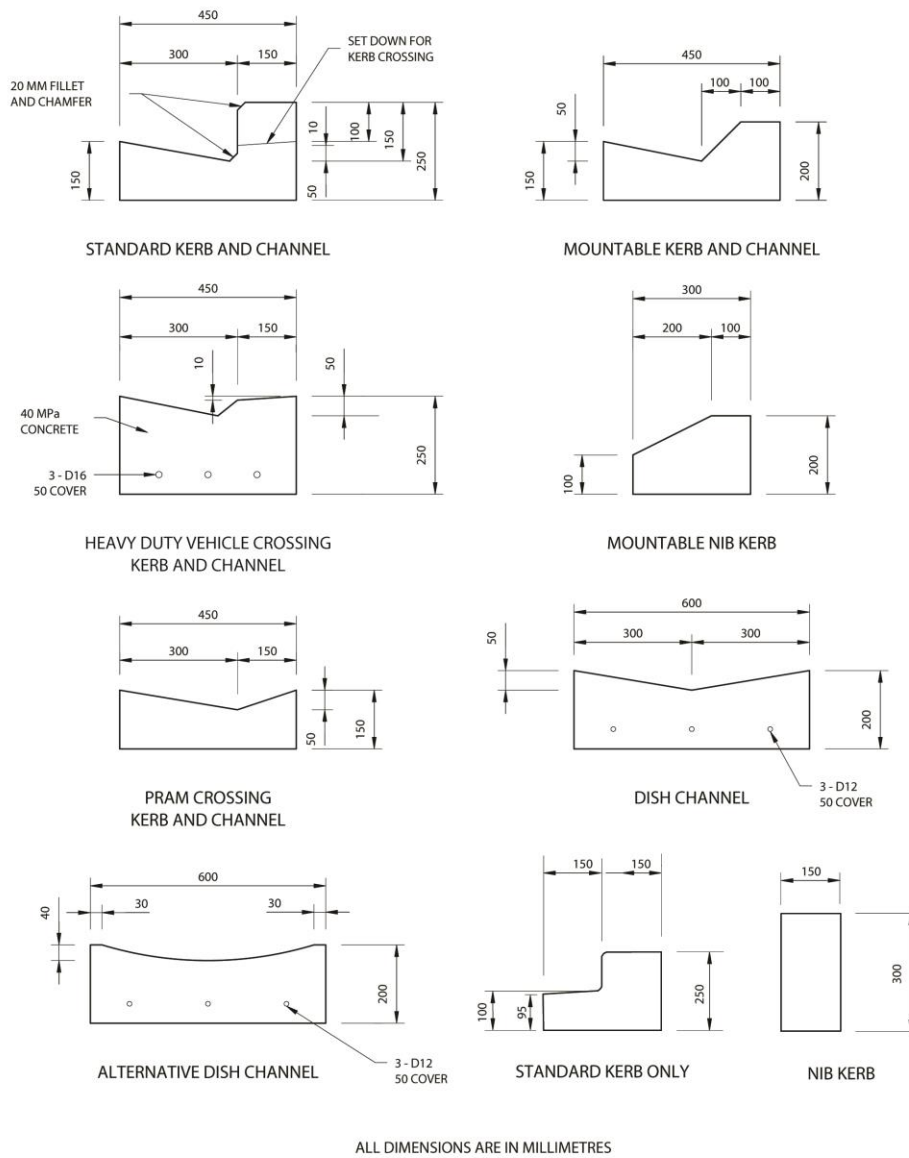 450
300
150
SET DOWN FOR
KERB CROSSING
20 MM FILLET
AND CHAMFER
150
10
50
100
150
250
STANDARD KERB AND CHANNEL
450
100
100
50
150
200
MOUNTABLE KERB AND CHANNEL
450
300
150
10
50
40 MPa
CONCRETE
3 - D16
50 COVER
250
HEAVY DUTY VEHICLE CROSSING
KERB AND CHANNEL
300
200
100
100
200
MOUNTABLE NIB KERB
450
300
150
50
150
PRAM CROSSING
KERB AND CHANNEL
600
300
300
50
200
3 - D12
50 COVER
DISH CHANNEL
600
40
30
30
200
3 - D12
50 COVER
ALTERNATIVE DISH CHANNEL
150
150
100
95
250
STANDARD KERB ONLY
150
300
NIB KERB
ALL DIMENSIONS ARE IN MILLIMETRES